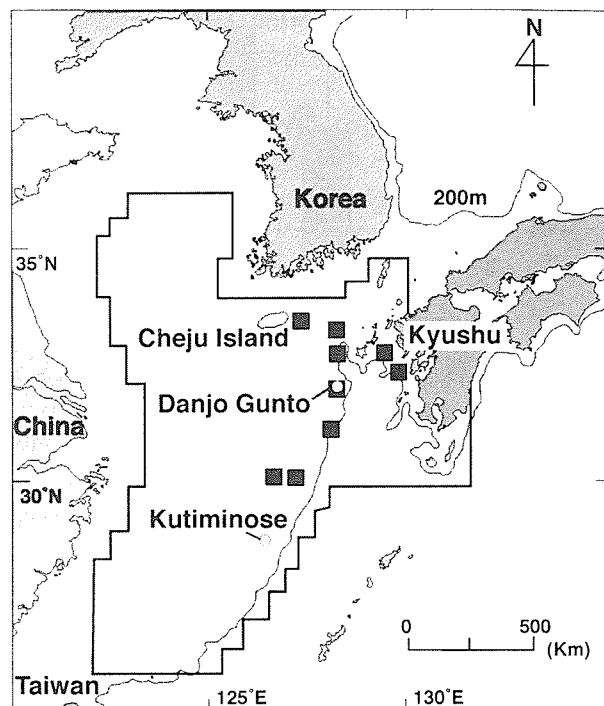 N
Korea
200m
35°N
Cheju Island
Kyushu
Danjo Gunto
China
30°N
Kutiminose
0 500
(Km)
Taiwan
125°E 130°E